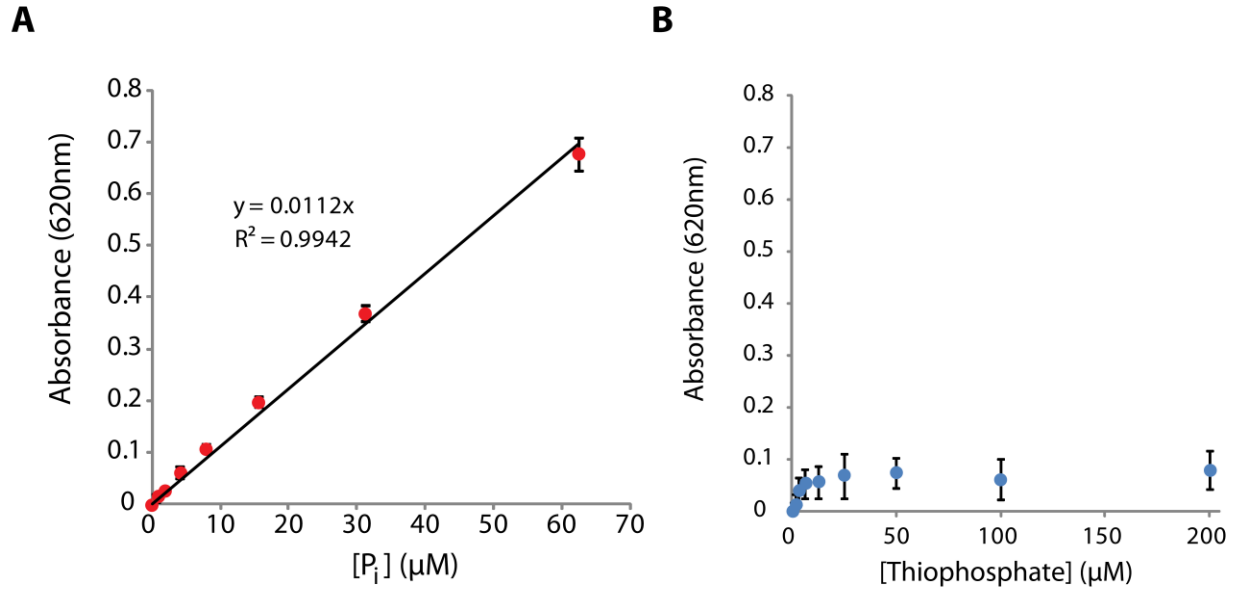 A
B
0.8
0.7
0.6
0.5
0.4
0.3
0.2
0.1
0
Absorbance (620nm)
y = 0.0112x
R² = 0.9942
0 10 20 30 40 50 60 70
[Pi] (μM)
0.8
0.7
0.6
0.5
0.4
0.3
0.2
0.1
0
Absorbance (620nm)
0 50 100 150 200
[Thiophosphate] (μM)